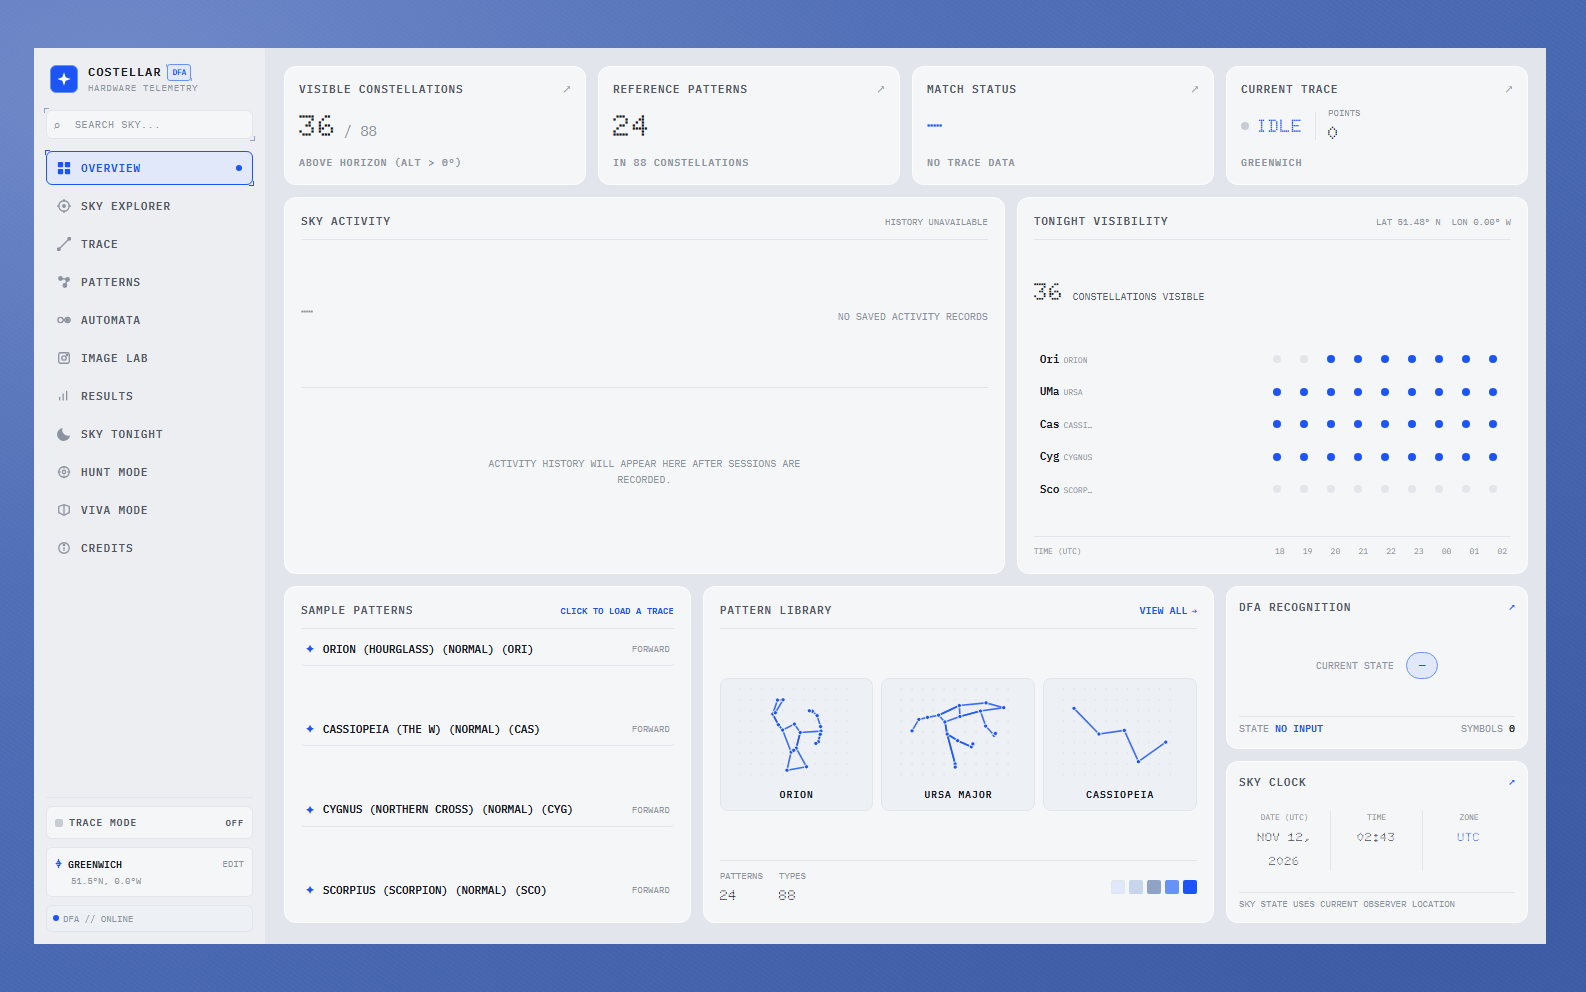 COSTELLAR DFA
HARDWARE TELEMETRY
SEARCH SKY...
OVERVIEW
SKY EXPLORER
TRACE
PATTERNS
AUTOMATA
IMAGE LAB
RESULTS
SKY TONIGHT
HUNT MODE
VIVA MODE
CREDITS
TRACE MODE OFF
GREENWICH EDIT
51.5°N, 0.0°W
DFA // ONLINE
VISIBLE CONSTELLATIONS ↗
36 / 88
ABOVE HORIZON (ALT > 0°)
REFERENCE PATTERNS ↗
24
IN 88 CONSTELLATIONS
MATCH STATUS ↗
—
NO TRACE DATA
CURRENT TRACE ↗
IDLE
POINTS
0
GREENWICH
SKY ACTIVITY HISTORY UNAVAILABLE
—
NO SAVED ACTIVITY RECORDS
ACTIVITY HISTORY WILL APPEAR HERE AFTER SESSIONS ARE
RECORDED.
TONIGHT VISIBILITY LAT 51.48° N LON 0.00° W
36 CONSTELLATIONS VISIBLE
Ori ORION
UMa URSA
Cas CASSI…
Cyg CYGNUS
Sco SCORP…
TIME (UTC) 18 19 20 21 22 23 00 01 02
SAMPLE PATTERNS CLICK TO LOAD A TRACE
ORION (HOURGLASS) (NORMAL) (ORI) FORWARD
CASSIOPEIA (THE W) (NORMAL) (CAS) FORWARD
CYGNUS (NORTHERN CROSS) (NORMAL) (CYG) FORWARD
SCORPIUS (SCORPION) (NORMAL) (SCO) FORWARD
PATTERN LIBRARY VIEW ALL →
ORION
URSA MAJOR
CASSIOPEIA
PATTERNS TYPES
24 88
DFA RECOGNITION ↗
CURRENT STATE —
STATE NO INPUT SYMBOLS 0
SKY CLOCK ↗
DATE (UTC) TIME ZONE
NOV 12, 02:43 UTC
2026
SKY STATE USES CURRENT OBSERVER LOCATION